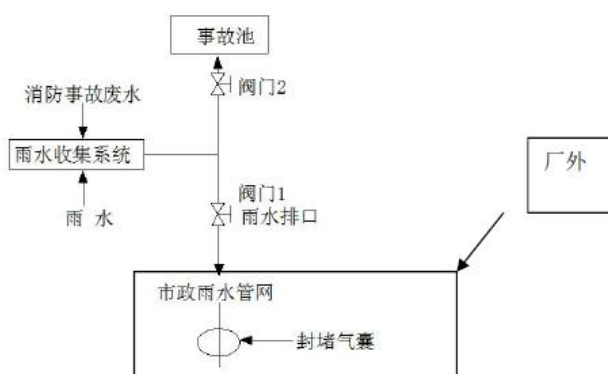 事故池
阀门2
消防事故废水
雨水收集系统
厂外
阀门1
雨水排口
雨 水
市政雨水管网
封堵气囊